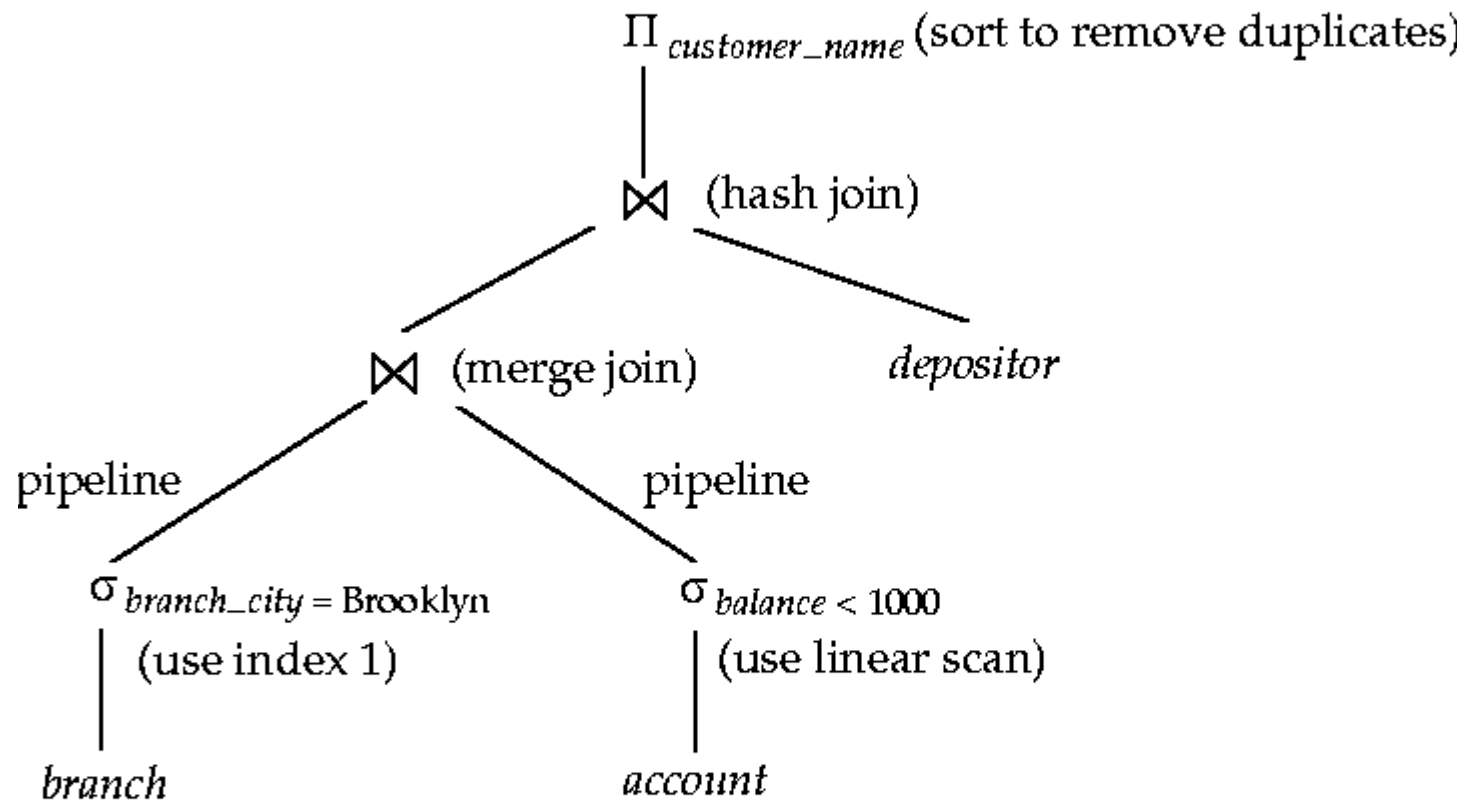 Π customer_name (sort to remove duplicates)
⋈ (hash join)
⋈ (merge join)
depositor
pipeline
pipeline
σ branch_city = Brooklyn
(use index 1)
σ balance < 1000
(use linear scan)
branch
account